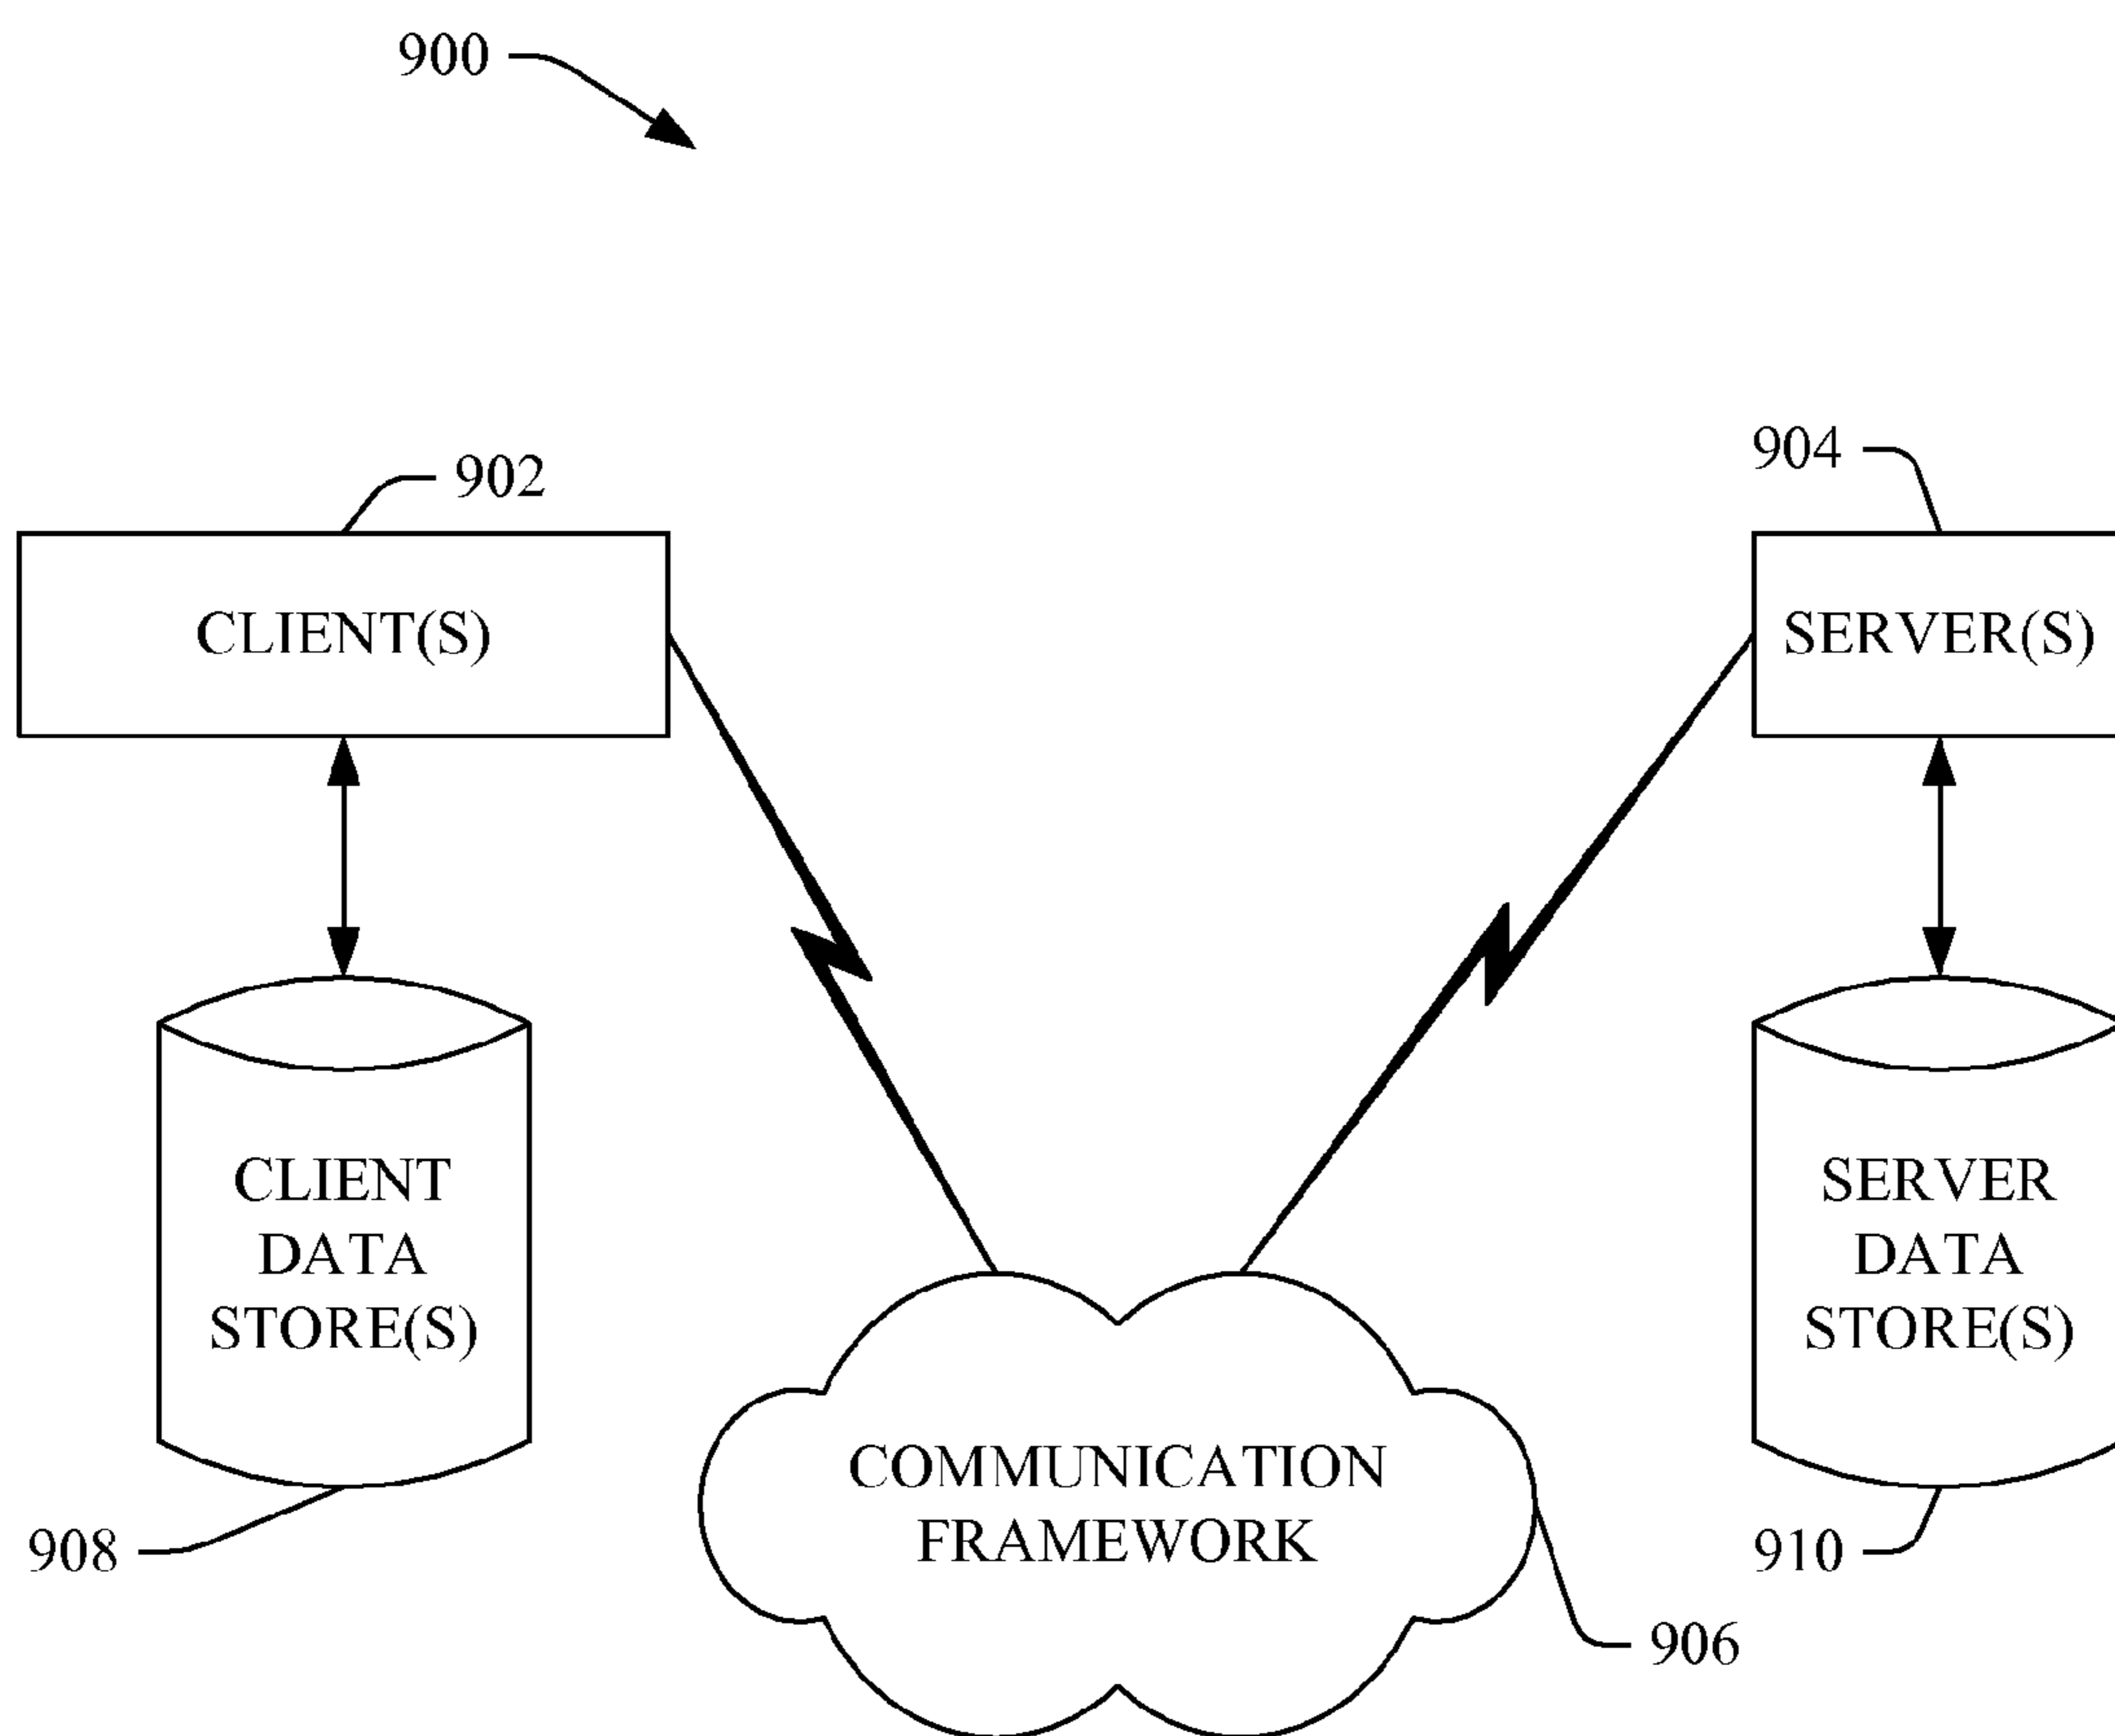 900
902
904
CLIENT(S)
SERVER(S)
CLIENT
DATA
STORE(S)
SERVER
DATA
STORE(S)
COMMUNICATION
FRAMEWORK
908
910
906